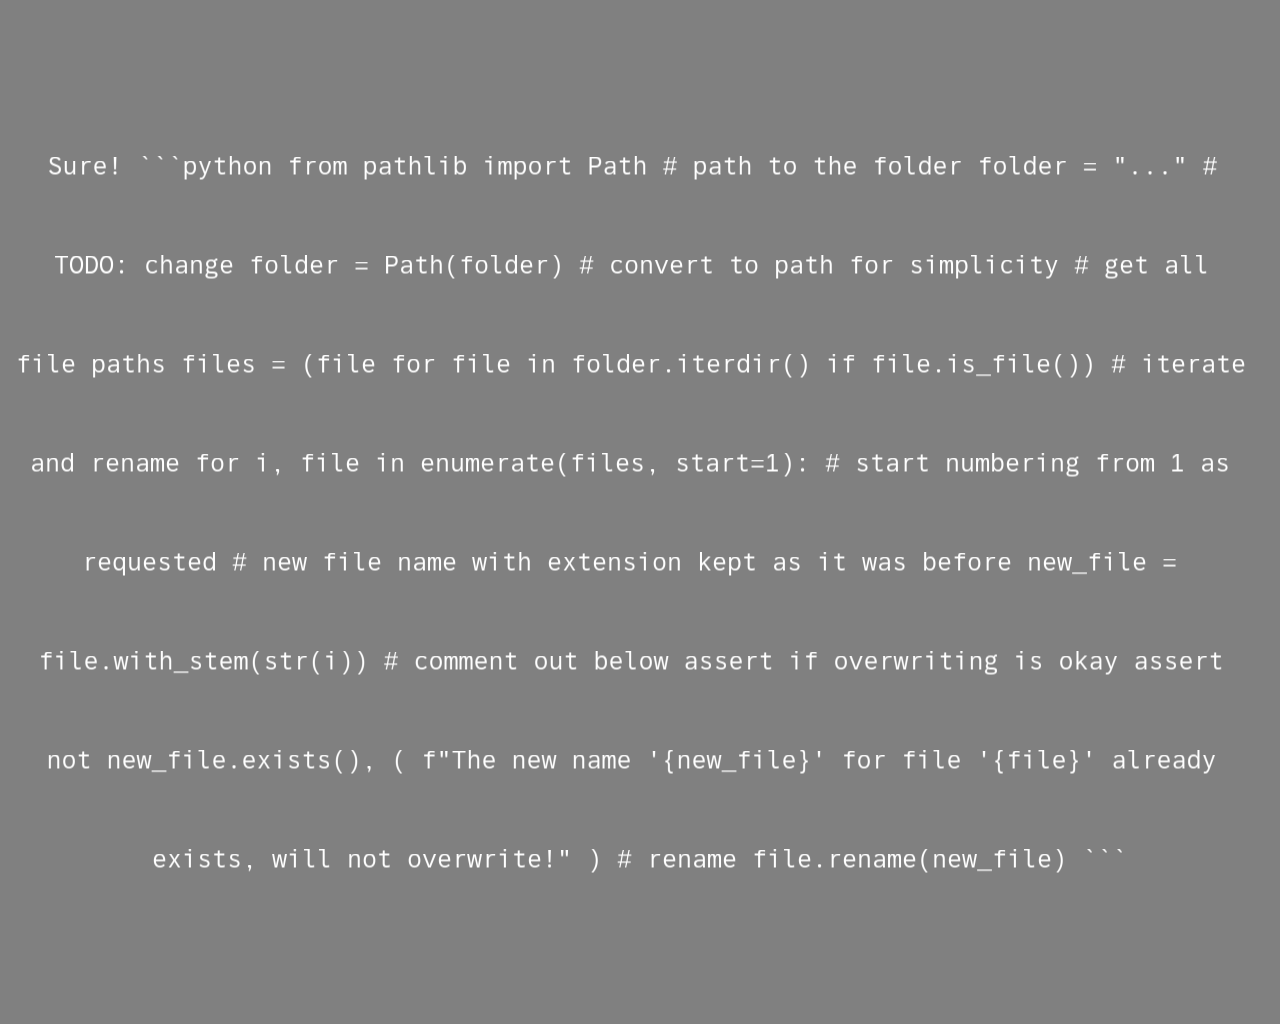 Sure! ```python from pathlib import Path # path to the folder folder = "..." #
TODO: change folder = Path(folder) # convert to path for simplicity # get all
file paths files = (file for file in folder.iterdir() if file.is_file()) # iterate
and rename for i, file in enumerate(files, start=1): # start numbering from 1 as
requested # new file name with extension kept as it was before new_file =
file.with_stem(str(i)) # comment out below assert if overwriting is okay assert
not new_file.exists(), ( f"The new name '{new_file}' for file '{file}' already
exists, will not overwrite!" ) # rename file.rename(new_file) ```